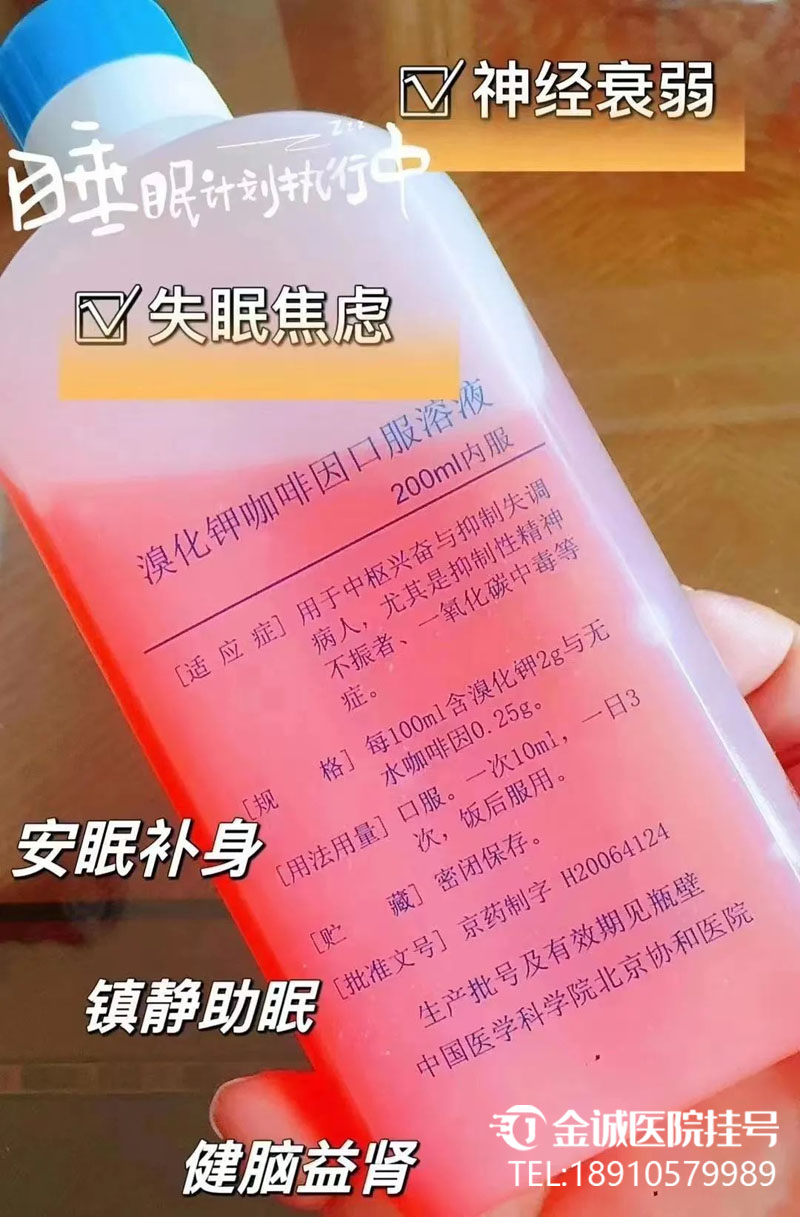 神经衰弱
睡眠计划执行中
zzz
失眠焦虑
溴化钾咖啡因口服溶液
200ml内服
[适应症] 用于中枢兴奋与抑制失调
病人，尤其是抑制性精神
不振者、一氧化碳中毒等
症。
[规格] 每100ml含溴化钾2g与无
水咖啡因0.25g。
[用法用量] 口服。一次10ml，一日3
次，饭后服用。
[贮藏] 密闭保存。
[批准文号] 京药制字 H20064124
生产批号及有效期见瓶壁
中国医学科学院北京协和医院
安眠补身
镇静助眠
健脑益肾
金诚医院挂号
TEL:18910579989